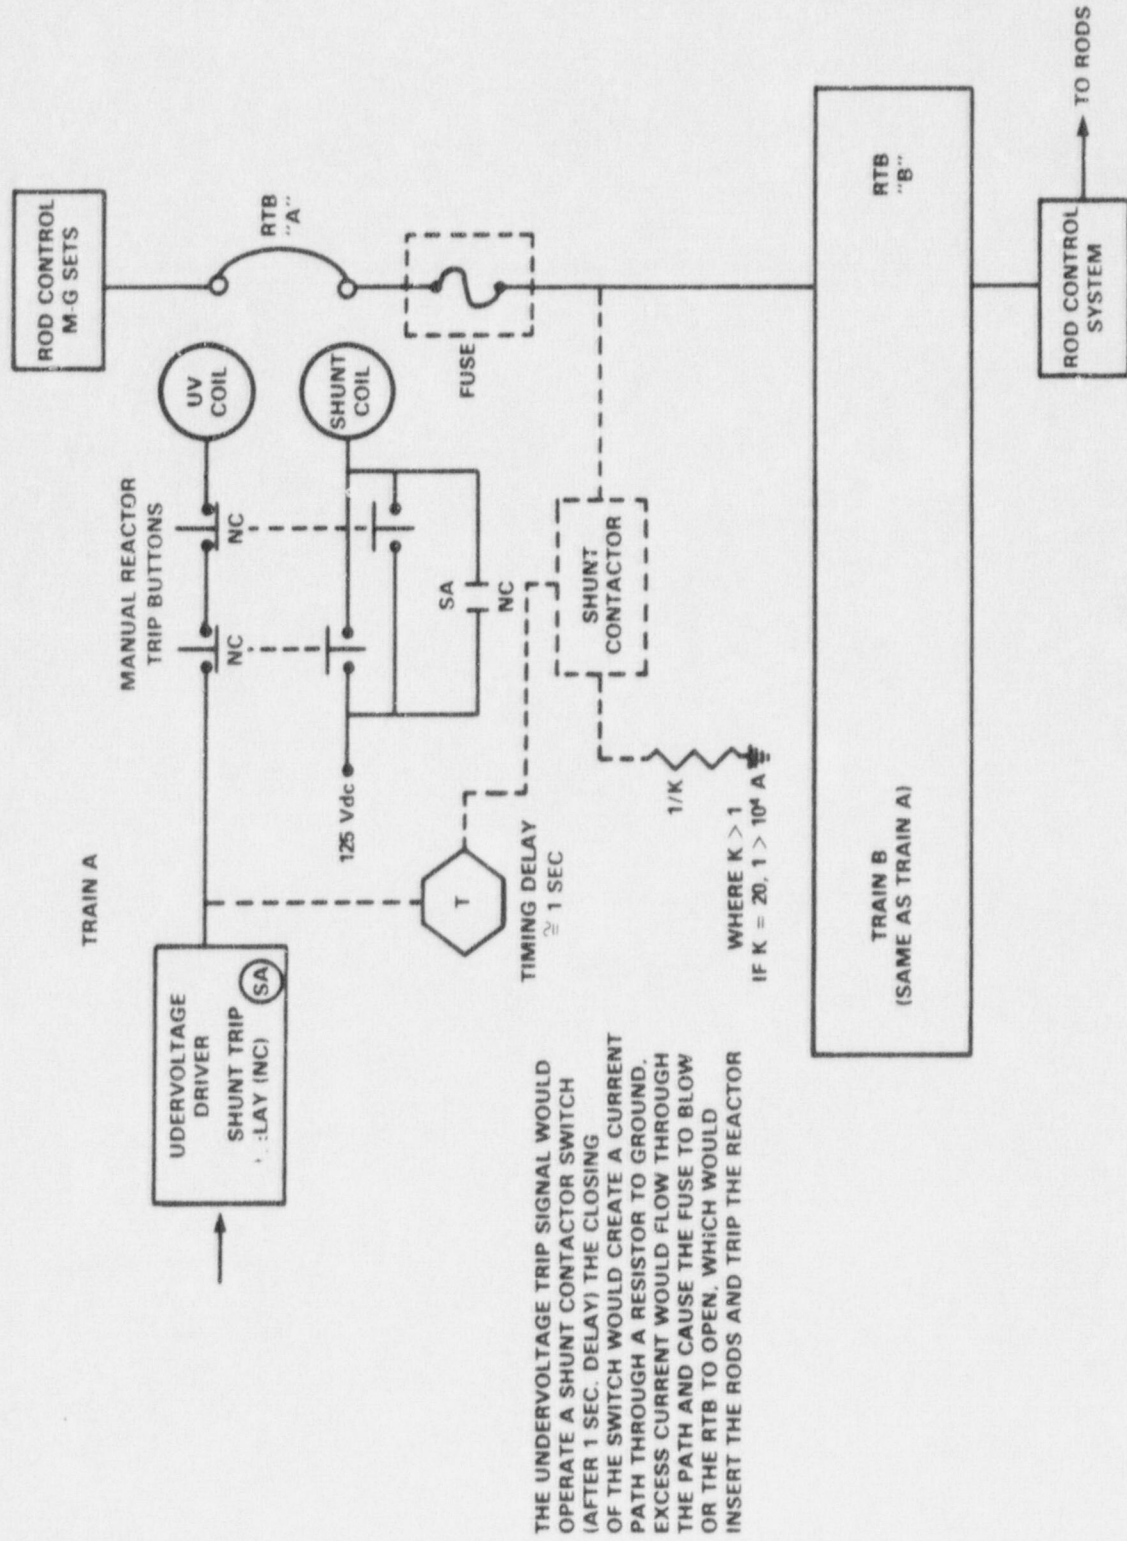 TRAIN A
UDERVOLTAGE
DRIVER
SHUNT TRIP
:LAY (NC)
SA
MANUAL REACTOR
TRIP BUTTONS
NC
NC
UV
COIL
SHUNT
COIL
ROD CONTROL
M-G SETS
RTB
"A"
125 Vdc
SA
NC
FUSE
T
TIMING DELAY
≅ 1 SEC
SHUNT
CONTACTOR
1/K
WHERE K > 1
IF K = 20, 1 > 10⁴ A
THE UNDERVOLTAGE TRIP SIGNAL WOULD
OPERATE A SHUNT CONTACTOR SWITCH
(AFTER 1 SEC. DELAY) THE CLOSING
OF THE SWITCH WOULD CREATE A CURRENT
PATH THROUGH A RESISTOR TO GROUND.
EXCESS CURRENT WOULD FLOW THROUGH
THE PATH AND CAUSE THE FUSE TO BLOW
OR THE RTB TO OPEN, WHICH WOULD
INSERT THE RODS AND TRIP THE REACTOR
TRAIN B
(SAME AS TRAIN A)
RTB
"B"
ROD CONTROL
SYSTEM
TO RODS